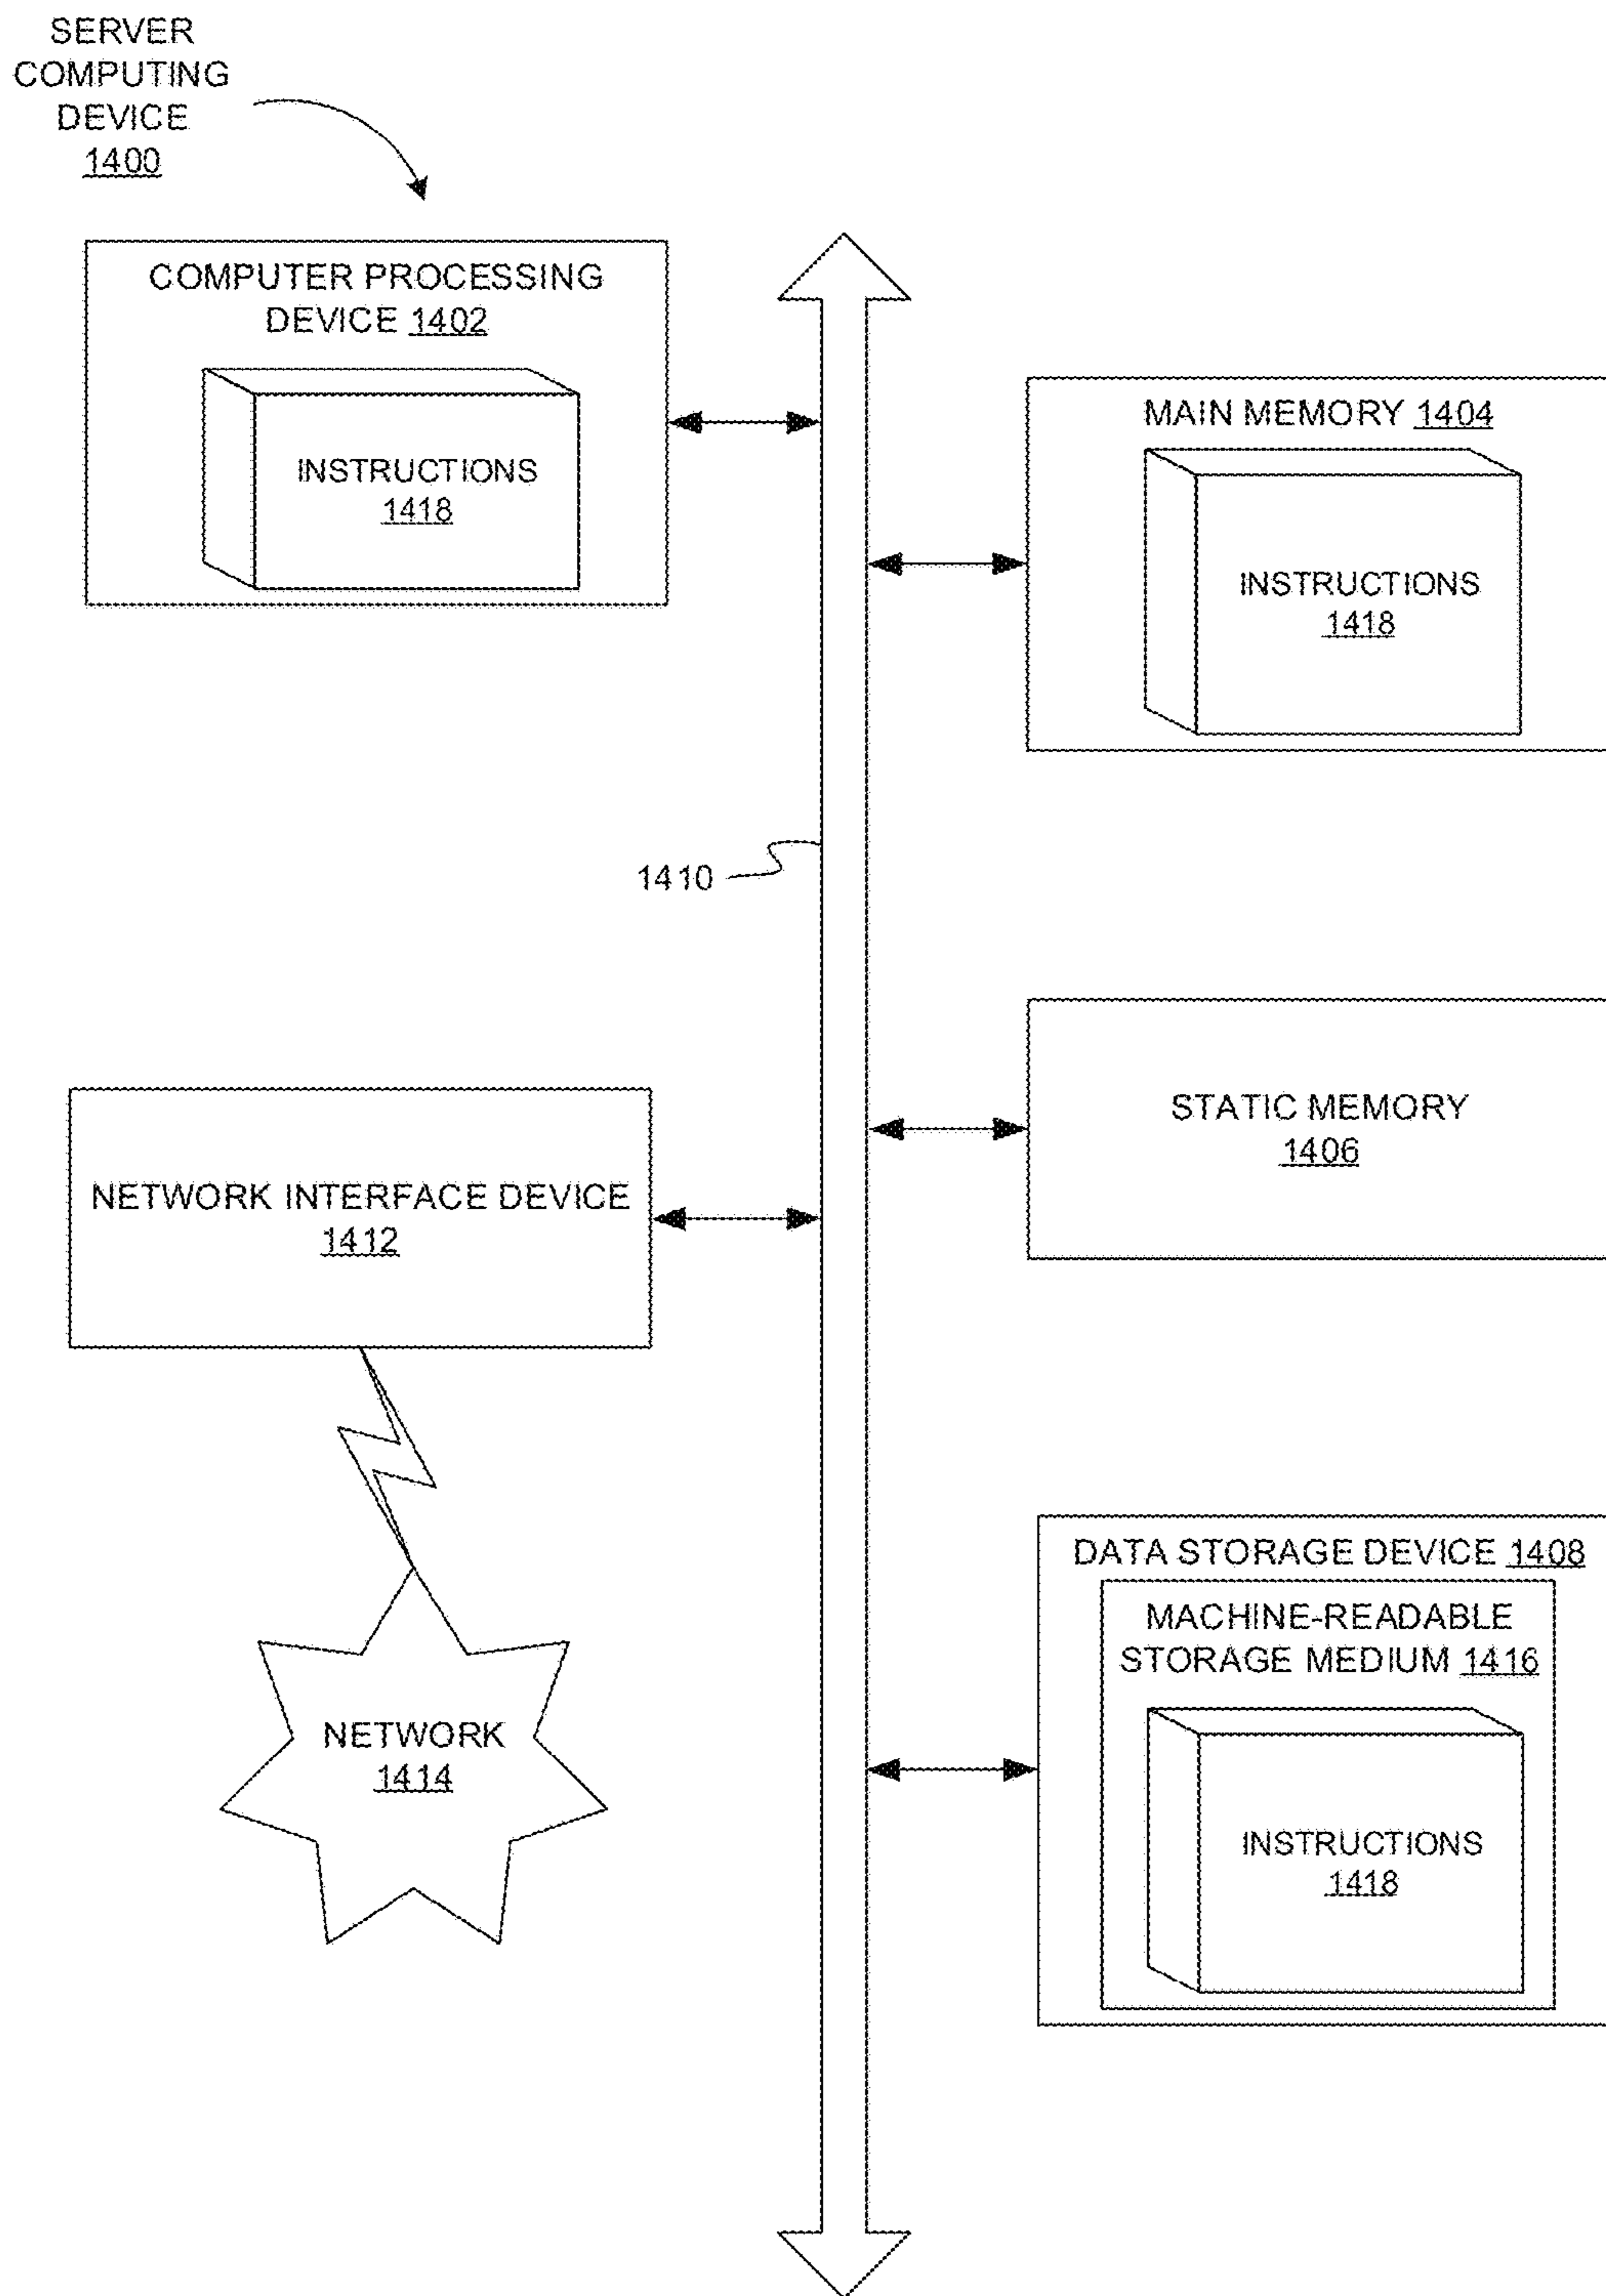 SERVER
COMPUTING
DEVICE
1400
COMPUTER PROCESSING
DEVICE 1402
INSTRUCTIONS
1418
MAIN MEMORY 1404
INSTRUCTIONS
1418
1410
STATIC MEMORY
1406
NETWORK INTERFACE DEVICE
1412
DATA STORAGE DEVICE 1408
MACHINE-READABLE
STORAGE MEDIUM 1416
INSTRUCTIONS
1418
NETWORK
1414